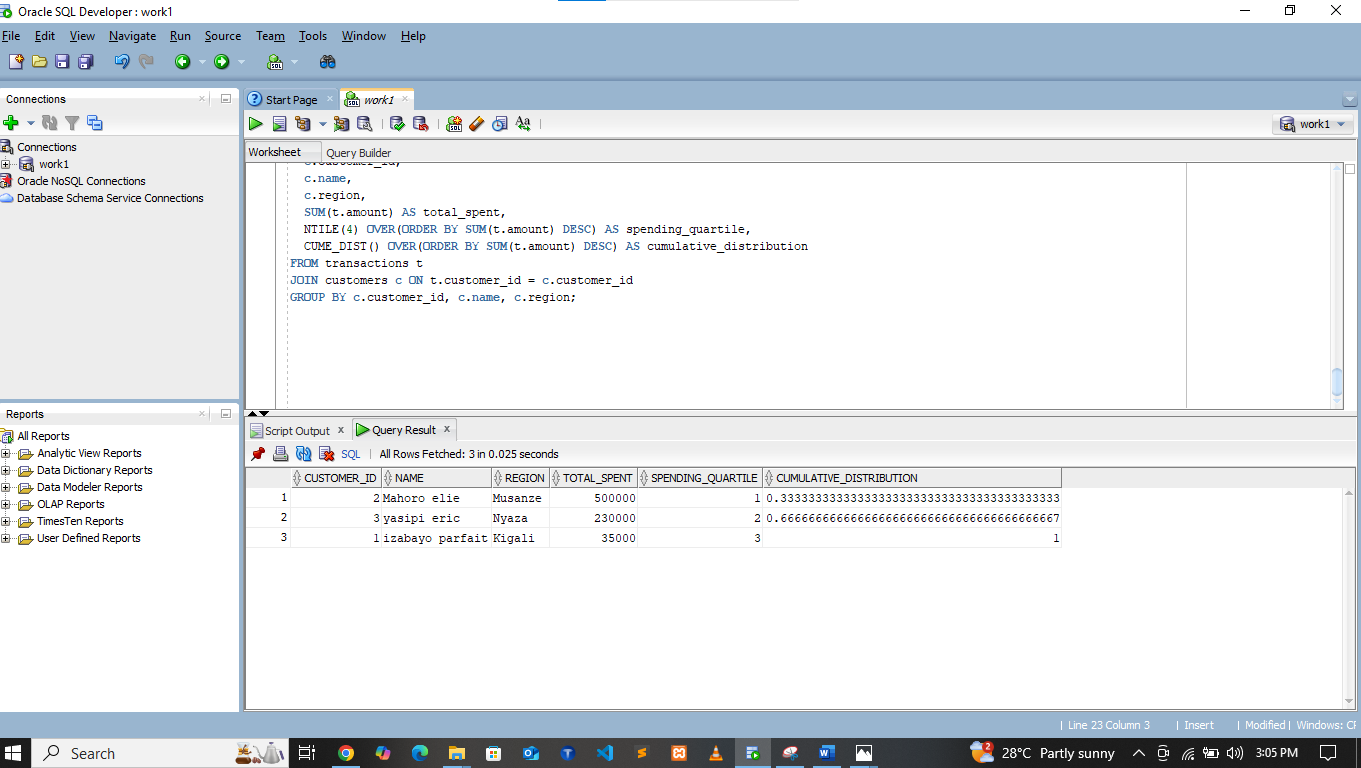 Oracle SQL Developer : work1
File Edit View Navigate Run Source Team Tools Window Help
Connections
Connections
work1
Oracle NoSQL Connections
Database Schema Service Connections
Reports
All Reports
Analytic View Reports
Data Dictionary Reports
Data Modeler Reports
OLAP Reports
TimesTen Reports
User Defined Reports
Start Page work1
work1
Worksheet Query Builder
c.customer_id,
c.name,
c.region,
SUM(t.amount) AS total_spent,
NTILE(4) OVER(ORDER BY SUM(t.amount) DESC) AS spending_quartile,
CUME_DIST() OVER(ORDER BY SUM(t.amount) DESC) AS cumulative_distribution
FROM transactions t
JOIN customers c ON t.customer_id = c.customer_id
GROUP BY c.customer_id, c.name, c.region;
Script Output x Query Result x
SQL | All Rows Fetched: 3 in 0.025 seconds
CUSTOMER_ID NAME REGION TOTAL_SPENT SPENDING_QUARTILE CUMULATIVE_DISTRIBUTION
1 2 Mahoro elie Musanze 500000 1 0.3333333333333333333333333333333333333333
2 3 yasipi eric Nyaza 230000 2 0.6666666666666666666666666666666666666667
3 1 izabayo parfait Kigali 35000 3 1
| Line 23 Column 3 | Insert | Modified | Windows: CF
Search
2 28°C Partly sunny 3:05 PM